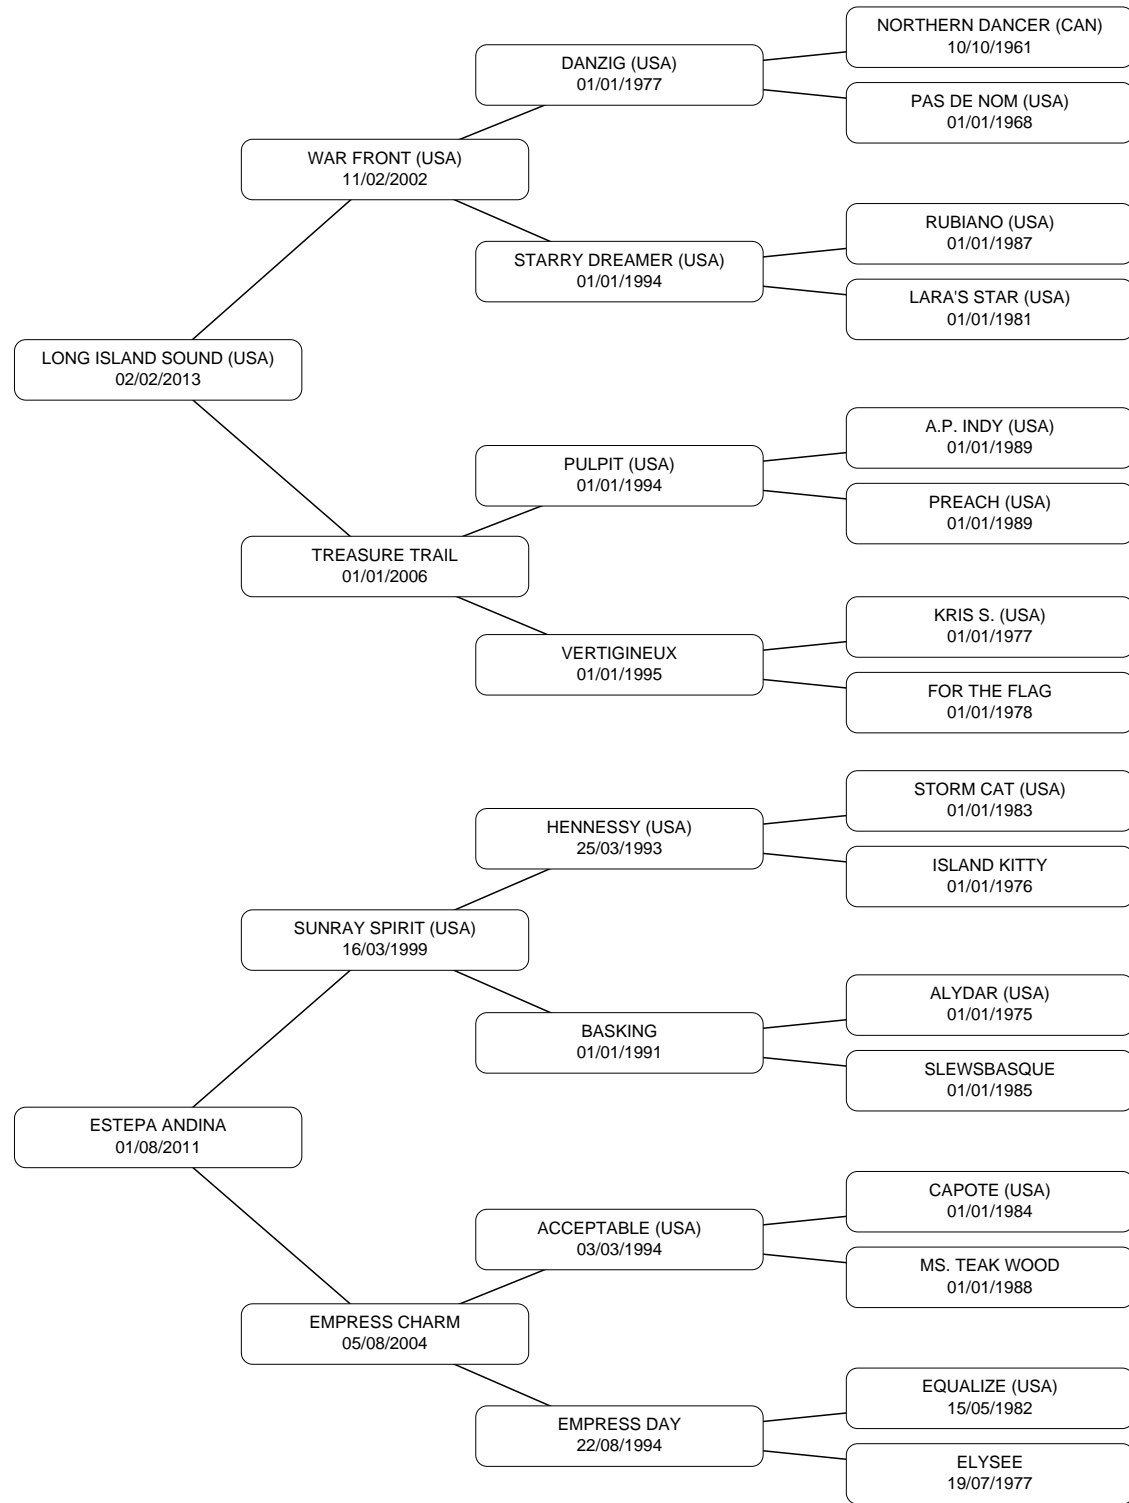 NORTHERN DANCER (CAN)
10/10/1961
DANZIG (USA)
01/01/1977
PAS DE NOM (USA)
01/01/1968
WAR FRONT (USA)
11/02/2002
RUBIANO (USA)
01/01/1987
STARRY DREAMER (USA)
01/01/1994
LARA'S STAR (USA)
01/01/1981
LONG ISLAND SOUND (USA)
02/02/2013
A.P. INDY (USA)
01/01/1989
PULPIT (USA)
01/01/1994
PREACH (USA)
01/01/1989
TREASURE TRAIL
01/01/2006
KRIS S. (USA)
01/01/1977
VERTIGINEUX
01/01/1995
FOR THE FLAG
01/01/1978
STORM CAT (USA)
01/01/1983
HENNESSY (USA)
25/03/1993
ISLAND KITTY
01/01/1976
SUNRAY SPIRIT (USA)
16/03/1999
ALYDAR (USA)
01/01/1975
BASKING
01/01/1991
SLEWSBASQUE
01/01/1985
ESTEPA ANDINA
01/08/2011
CAPOTE (USA)
01/01/1984
ACCEPTABLE (USA)
03/03/1994
MS. TEAK WOOD
01/01/1988
EMPRESS CHARM
05/08/2004
EQUALIZE (USA)
15/05/1982
EMPRESS DAY
22/08/1994
ELYSEE
19/07/1977